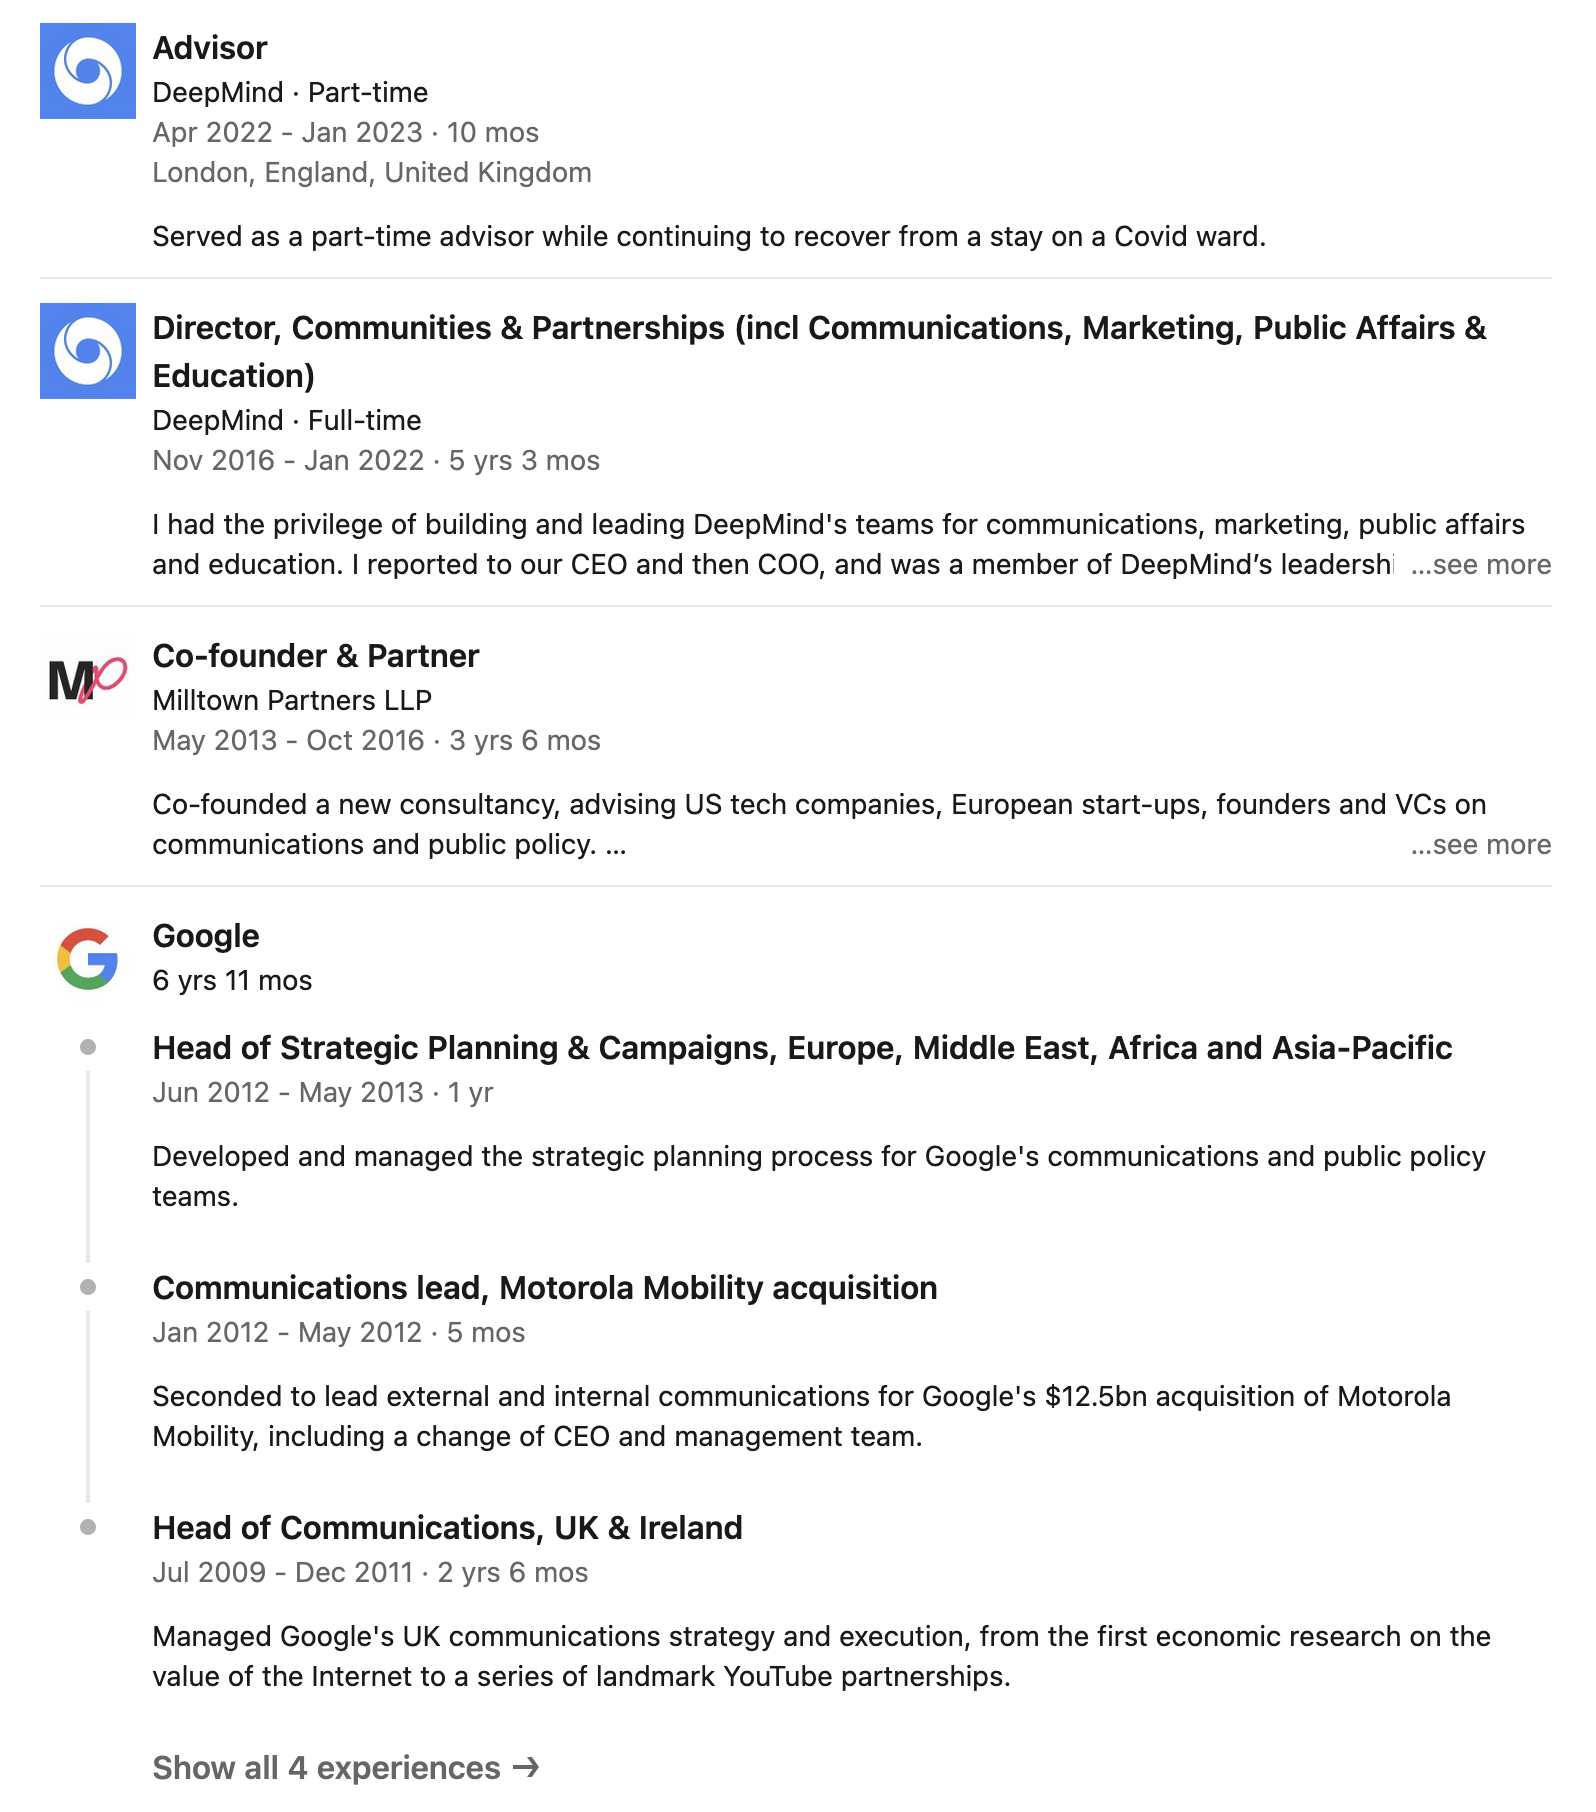 Advisor
DeepMind · Part-time
Apr 2022 - Jan 2023 · 10 mos
London, England, United Kingdom
Served as a part-time advisor while continuing to recover from a stay on a Covid ward.
Director, Communities & Partnerships (incl Communications, Marketing, Public Affairs &
Education)
DeepMind · Full-time
Nov 2016 - Jan 2022 · 5 yrs 3 mos
I had the privilege of building and leading DeepMind's teams for communications, marketing, public affairs
and education. I reported to our CEO and then COO, and was a member of DeepMind’s leadershi ...see more
MP
Co-founder & Partner
Milltown Partners LLP
May 2013 - Oct 2016 · 3 yrs 6 mos
Co-founded a new consultancy, advising US tech companies, European start-ups, founders and VCs on
communications and public policy. ... ...see more
G
Google
6 yrs 11 mos
Head of Strategic Planning & Campaigns, Europe, Middle East, Africa and Asia-Pacific
Jun 2012 - May 2013 · 1 yr
Developed and managed the strategic planning process for Google's communications and public policy
teams.
Communications lead, Motorola Mobility acquisition
Jan 2012 - May 2012 · 5 mos
Seconded to lead external and internal communications for Google's $12.5bn acquisition of Motorola
Mobility, including a change of CEO and management team.
Head of Communications, UK & Ireland
Jul 2009 - Dec 2011 · 2 yrs 6 mos
Managed Google's UK communications strategy and execution, from the first economic research on the
value of the Internet to a series of landmark YouTube partnerships.
Show all 4 experiences →